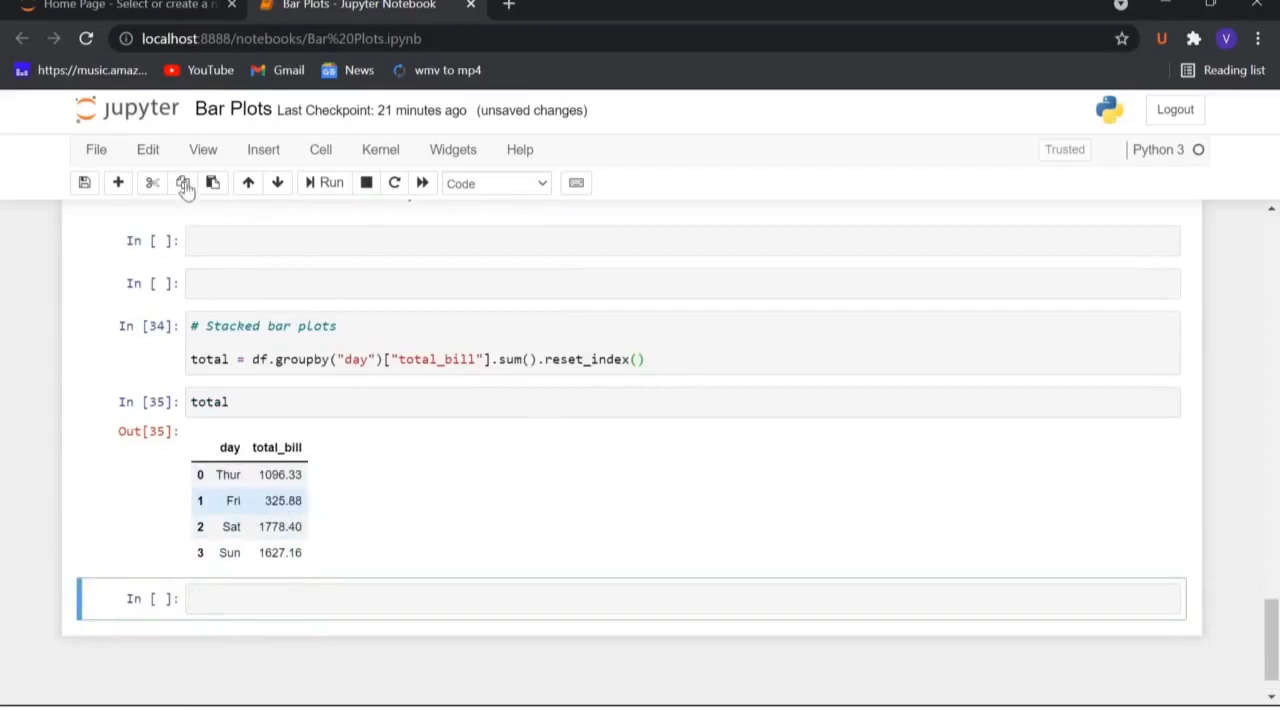 Home Page - Select or create a n
Bar Plots - Jupyter Notebook
localhost:8888/notebooks/Bar%20Plots.ipynb
U
V
https://music.amaz...
YouTube
Gmail
News
wmv to mp4
Reading list
jupyter Bar Plots Last Checkpoint: 21 minutes ago (unsaved changes)
Logout
File Edit View Insert Cell Kernel Widgets Help
Trusted
Python 3
Run
Code
In [ ]:
In [ ]:
In [34]: # Stacked bar plots
total = df.groupby("day")["total_bill"].sum().reset_index()
In [35]: total
Out[35]:
day total_bill
0 Thur 1096.33
1 Fri 325.88
2 Sat 1778.40
3 Sun 1627.16
In [ ]: